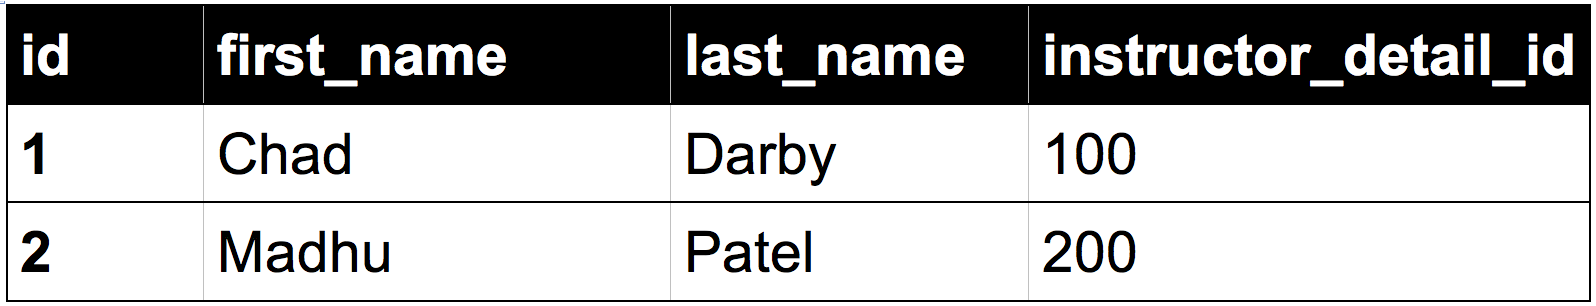 id first_name last_name instructor_detail_id
1 Chad Darby 100
2 Madhu Patel 200